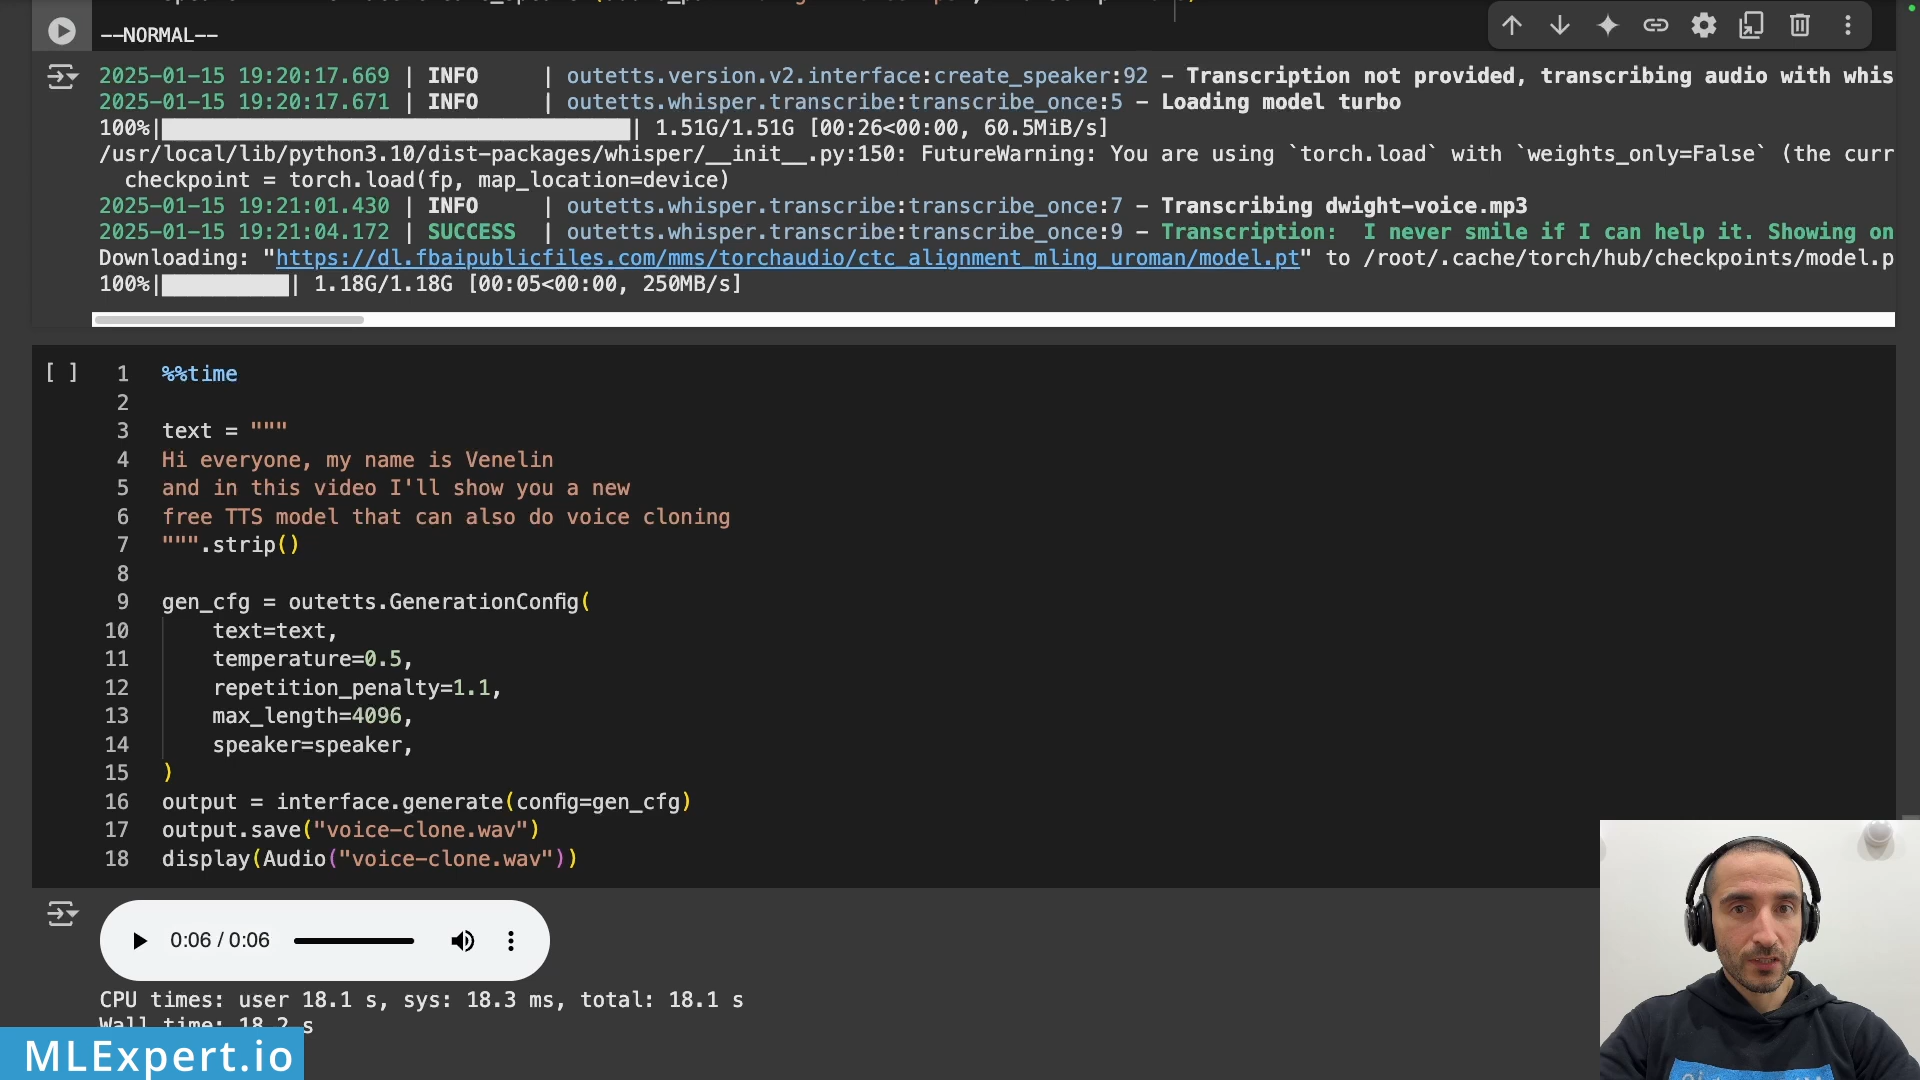 --NORMAL--
2025-01-15 19:20:17.669 | INFO     | outetts.version.v2.interface:create_speaker:92 - Transcription not provided, transcribing audio with whis
2025-01-15 19:20:17.671 | INFO     | outetts.whisper.transcribe:transcribe_once:5 - Loading model turbo
100%|██████████| 1.51G/1.51G [00:26<00:00, 60.5MiB/s]
/usr/local/lib/python3.10/dist-packages/whisper/__init__.py:150: FutureWarning: You are using `torch.load` with `weights_only=False` (the curr
  checkpoint = torch.load(fp, map_location=device)
2025-01-15 19:21:01.430 | INFO     | outetts.whisper.transcribe:transcribe_once:7 - Transcribing dwight-voice.mp3
2025-01-15 19:21:04.172 | SUCCESS  | outetts.whisper.transcribe:transcribe_once:9 - Transcription:  I never smile if I can help it. Showing on
Downloading: "https://dl.fbaipublicfiles.com/mms/torchaudio/ctc_alignment_mling_uroman/model.pt" to /root/.cache/torch/hub/checkpoints/model.p
100%|██████████| 1.18G/1.18G [00:05<00:00, 250MB/s]
[ ] 1 %%time
2
3 text = """
4 Hi everyone, my name is Venelin
5 and in this video I'll show you a new
6 free TTS model that can also do voice cloning
7 """.strip()
8
9 gen_cfg = outetts.GenerationConfig(
10     text=text,
11     temperature=0.5,
12     repetition_penalty=1.1,
13     max_length=4096,
14     speaker=speaker,
15 )
16 output = interface.generate(config=gen_cfg)
17 output.save("voice-clone.wav")
18 display(Audio("voice-clone.wav"))
0:06 / 0:06
CPU times: user 18.1 s, sys: 18.3 ms, total: 18.1 s
Wall time: 18.2 s
MLExpert.io